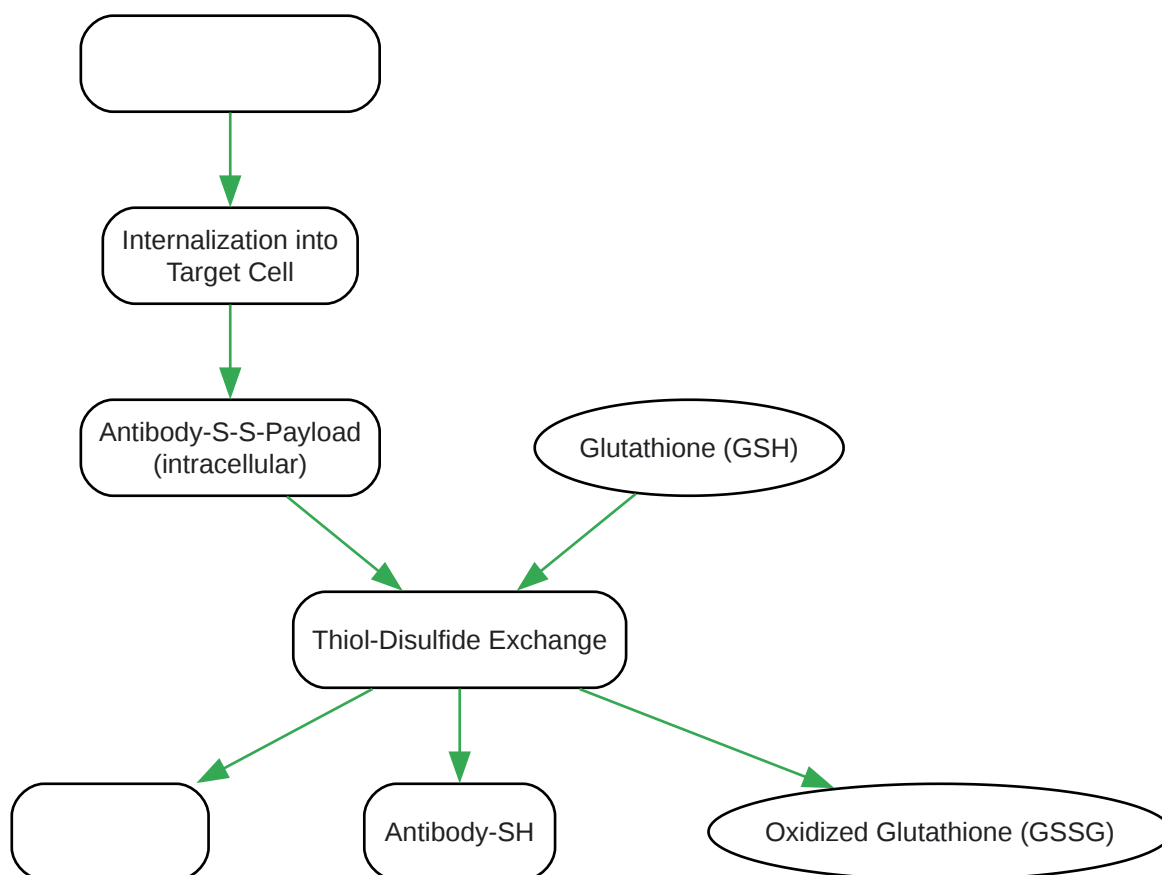 Internalization into
Target Cell
Antibody-S-S-Payload
(intracellular)
Glutathione (GSH)
Thiol-Disulfide Exchange
Antibody-SH
Oxidized Glutathione (GSSG)